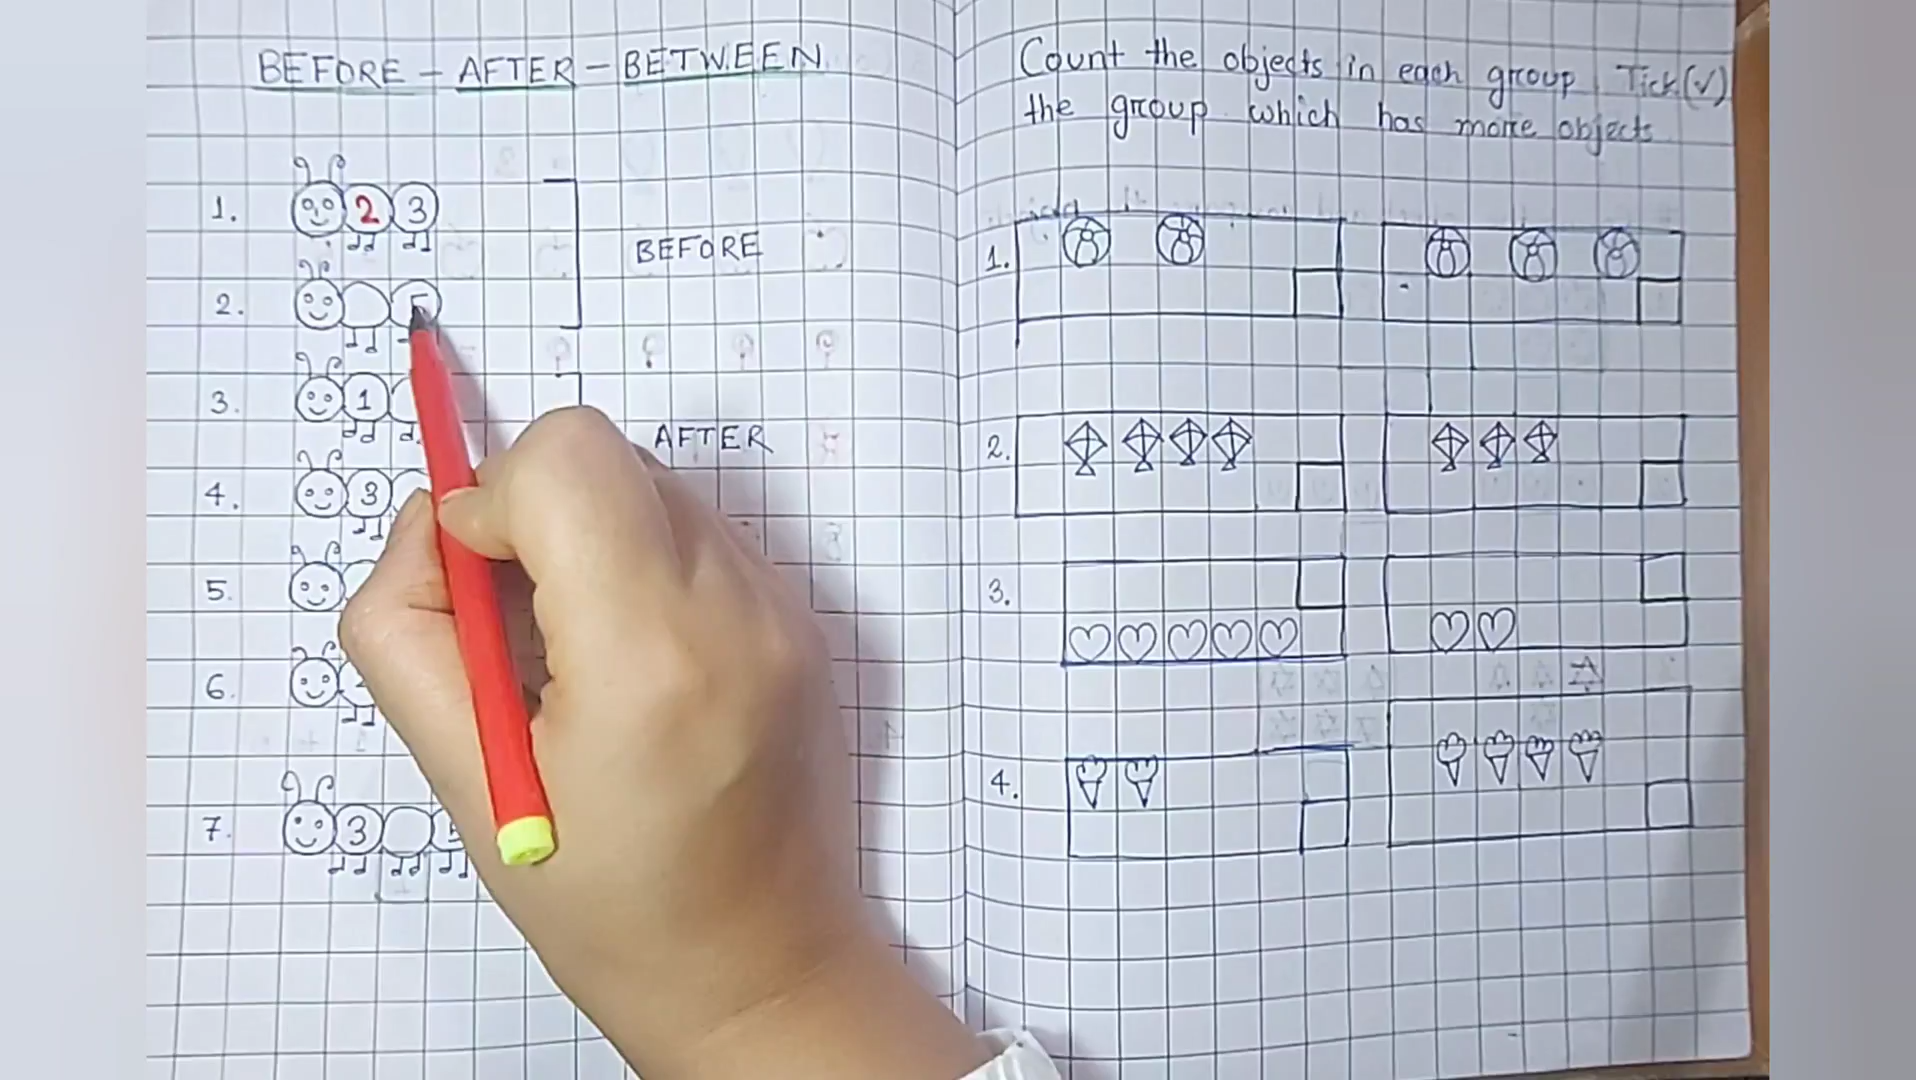 BEFORE - AFTER - BETWEEN
1. 2 3
BEFORE
2. 5
3. 1
AFTER
4. 3
5.
6.
7. 3 5
Count the objects in each group. Tick (✓)
the group which has more objects
1.
2.
3.
4.